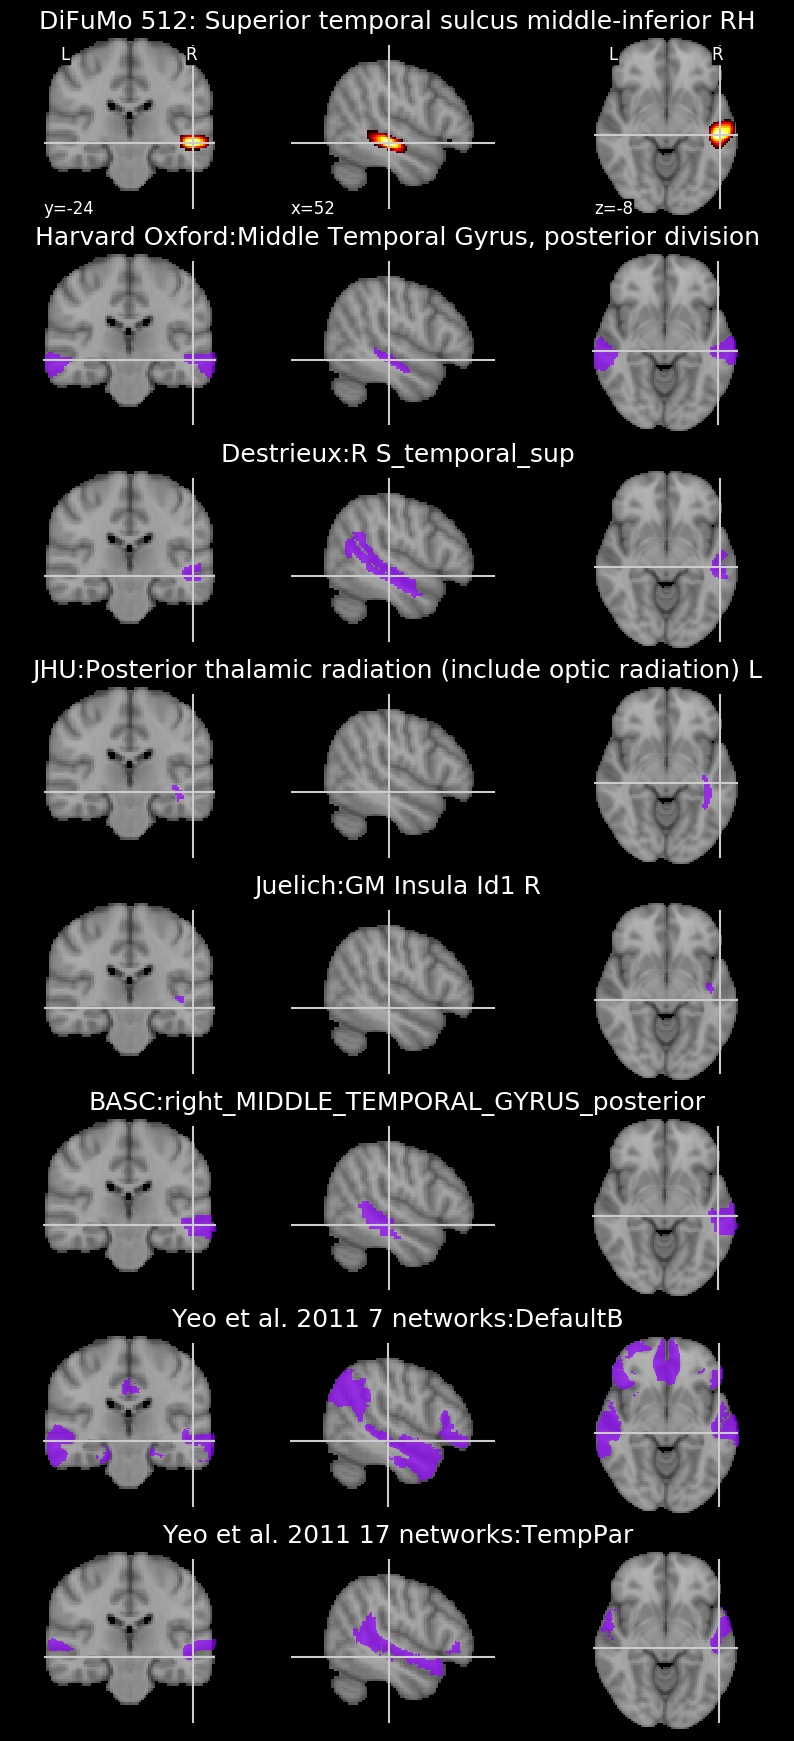 DiFuMo 512: Superior temporal sulcus middle-inferior RH
L R L R
y=-24 x=52 z=-8
Harvard Oxford:Middle Temporal Gyrus, posterior division
Destrieux:R S_temporal_sup
JHU:Posterior thalamic radiation (include optic radiation) L
Juelich:GM Insula Id1 R
BASC:right_MIDDLE_TEMPORAL_GYRUS_posterior
Yeo et al. 2011 7 networks:DefaultB
Yeo et al. 2011 17 networks:TempPar